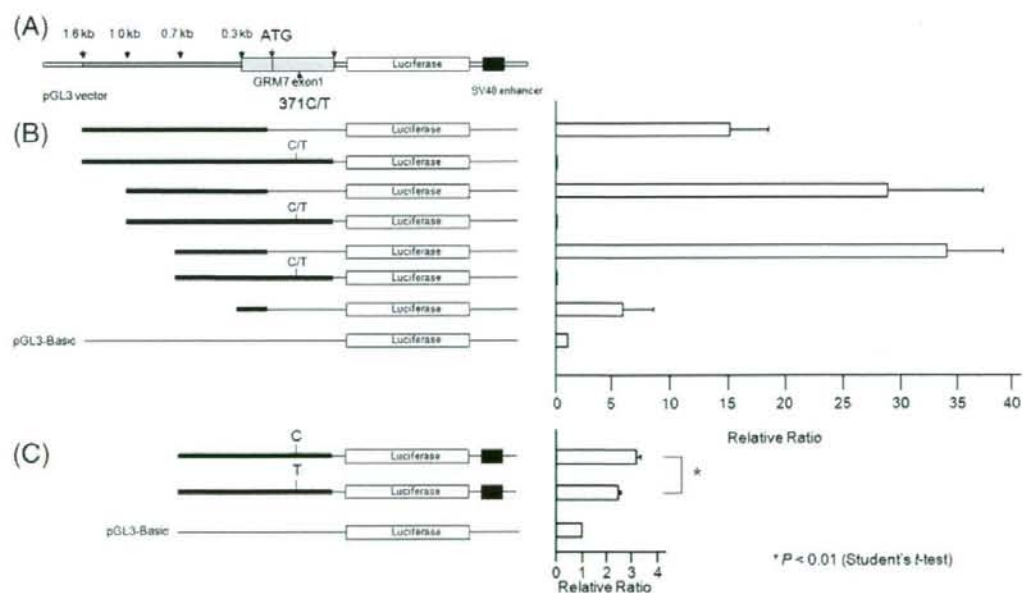 (A)
1.6 kb 1.0 kb 0.7 kb 0.3 kb ATG
Luciferase
GRM7 exon1
pGL3 vector
371C/T
SV40 enhancer
(B)
Luciferase
C/T
Luciferase
Luciferase
C/T
Luciferase
Luciferase
C/T
Luciferase
Luciferase
pGL3-Basic
Luciferase
0 5 10 15 20 25 30 35 40
Relative Ratio
(C)
C
Luciferase
T
Luciferase
*
pGL3-Basic
Luciferase
* P < 0.01 (Student's t-test)
0 1 2 3 4
Relative Ratio